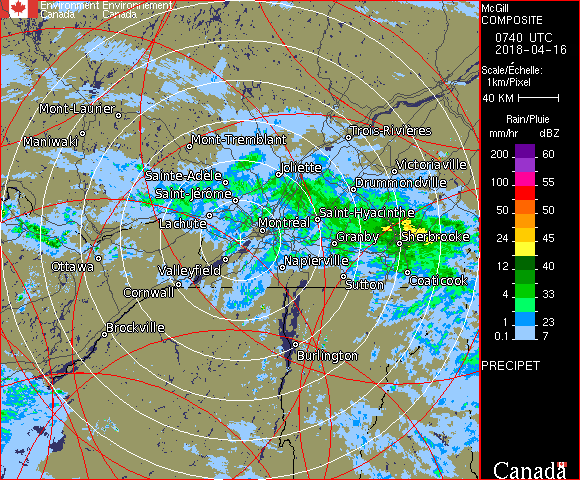 Environment Environnement
Canada Canada
McGill
COMPOSITE
0740 UTC
2018-04-16
Scale/Échelle:
1km/Pixel
40 KM
Rain/Pluie
mm/hr dBZ
200 60
150 57
100 55
50 50
24 45
12 40
4 33
1 23
0.1 7
PRECIPET
Canada
Mont-Laurier
Maniwaki
Mont-Tremblant
Trois-Rivières
Sainte-Adèle
Joliette
Victoriaville
Saint-Jérôme
Drummondville
Lachute
Montréal
Saint-Hyacinthe
Granby
Sherbrooke
Ottawa
Valleyfield
Napierville
Cornwall
Sutton
Coaticook
Brockville
Burlington